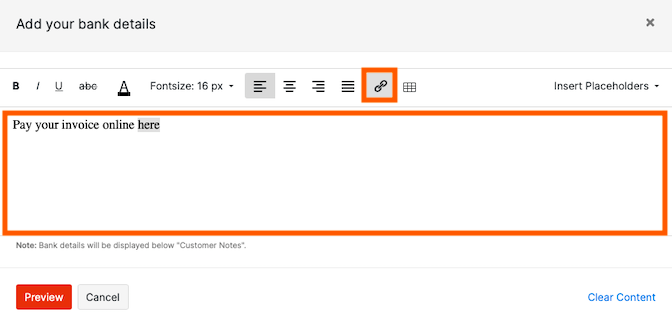 Add your bank details ×
B I U abc A Fontsize: 16 px Insert Placeholders
Pay your invoice online here
Note: Bank details will be displayed below "Customer Notes".
Preview Cancel Clear Content